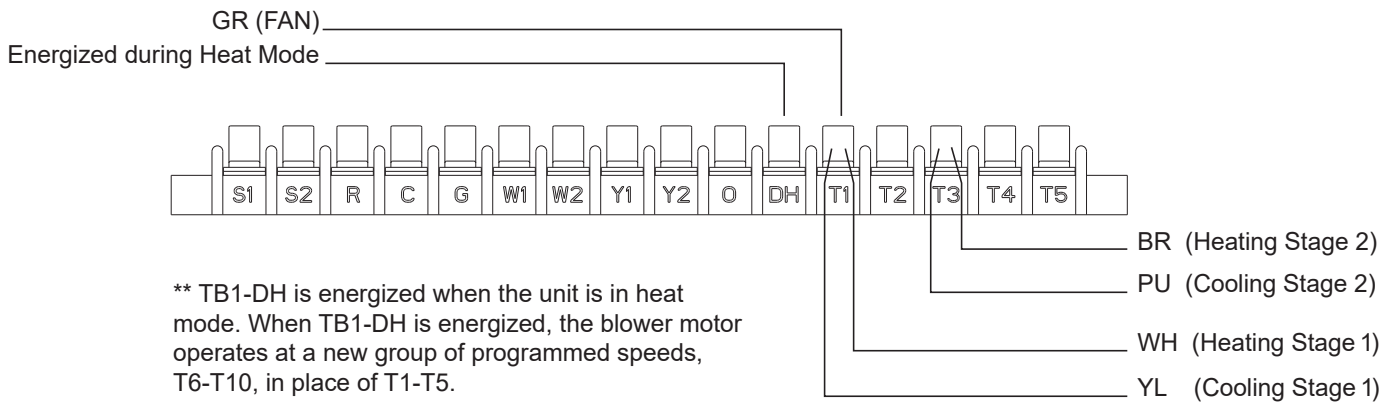 GR (FAN)
Energized during Heat Mode
S1 S2 R C G W1 W2 Y1 Y2 O DH T1 T2 T3 T4 T5
BR (Heating Stage 2)
PU (Cooling Stage 2)
WH (Heating Stage 1)
YL (Cooling Stage 1)
** TB1-DH is energized when the unit is in heat
mode. When TB1-DH is energized, the blower motor
operates at a new group of programmed speeds,
T6-T10, in place of T1-T5.